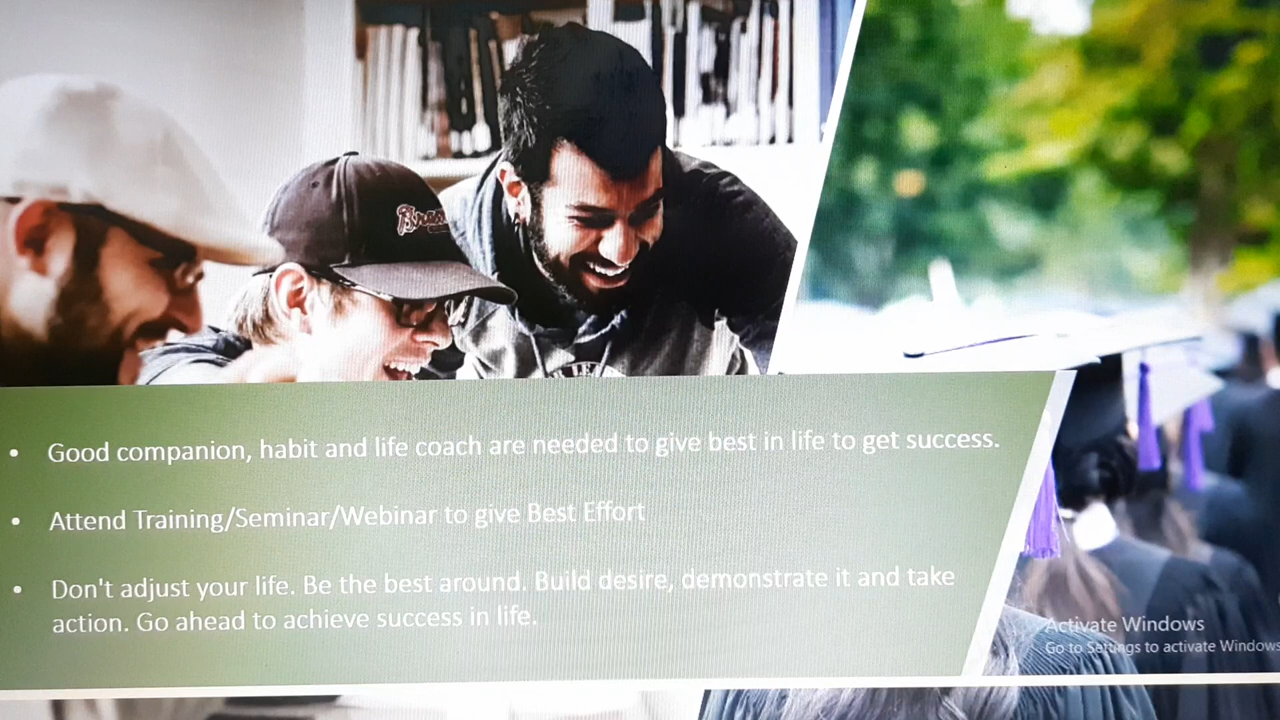 • Good companion, habit and life coach are needed to give best in life to get success.
• Attend Training/Seminar/Webinar to give Best Effort
• Don't adjust your life. Be the best around. Build desire, demonstrate it and take
action. Go ahead to achieve success in life.
Activate Windows
Go to Settings to activate Windows